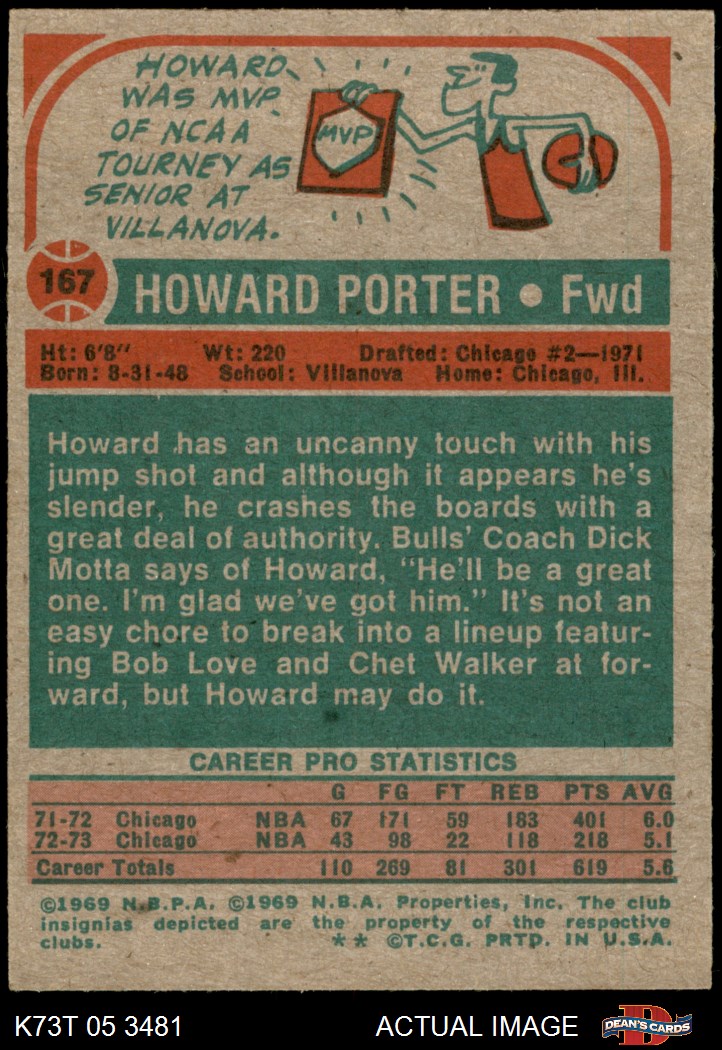 HOWARD
WAS MVP
OF NCAA
TOURNEY AS
SENIOR AT
VILLANOVA.
MVP
167
HOWARD PORTER • Fwd
Ht: 6'8" Wt: 220 Drafted: Chicago #2—1971
Born: 8-31-48 School: Villanova Home: Chicago, Ill.
Howard has an uncanny touch with his
jump shot and although it appears he's
slender, he crashes the boards with a
great deal of authority. Bulls' Coach Dick
Motta says of Howard, "He'll be a great
one. I'm glad we've got him." It's not an
easy chore to break into a lineup featur-
ing Bob Love and Chet Walker at for-
ward, but Howard may do it.
CAREER PRO STATISTICS
G FG FT REB PTS AVG
71-72 Chicago NBA 67 171 59 183 401 6.0
72-73 Chicago NBA 43 98 22 118 218 5.1
Career Totals 110 269 81 301 619 5.6
©1969 N.B.P.A. ©1969 N.B.A. Properties, Inc. The club
insignias depicted are the property of the respective
clubs. ** ©T.C.G. PRTD. IN U.S.A.
K73T 05 3481 ACTUAL IMAGE DEAN'S CARDS